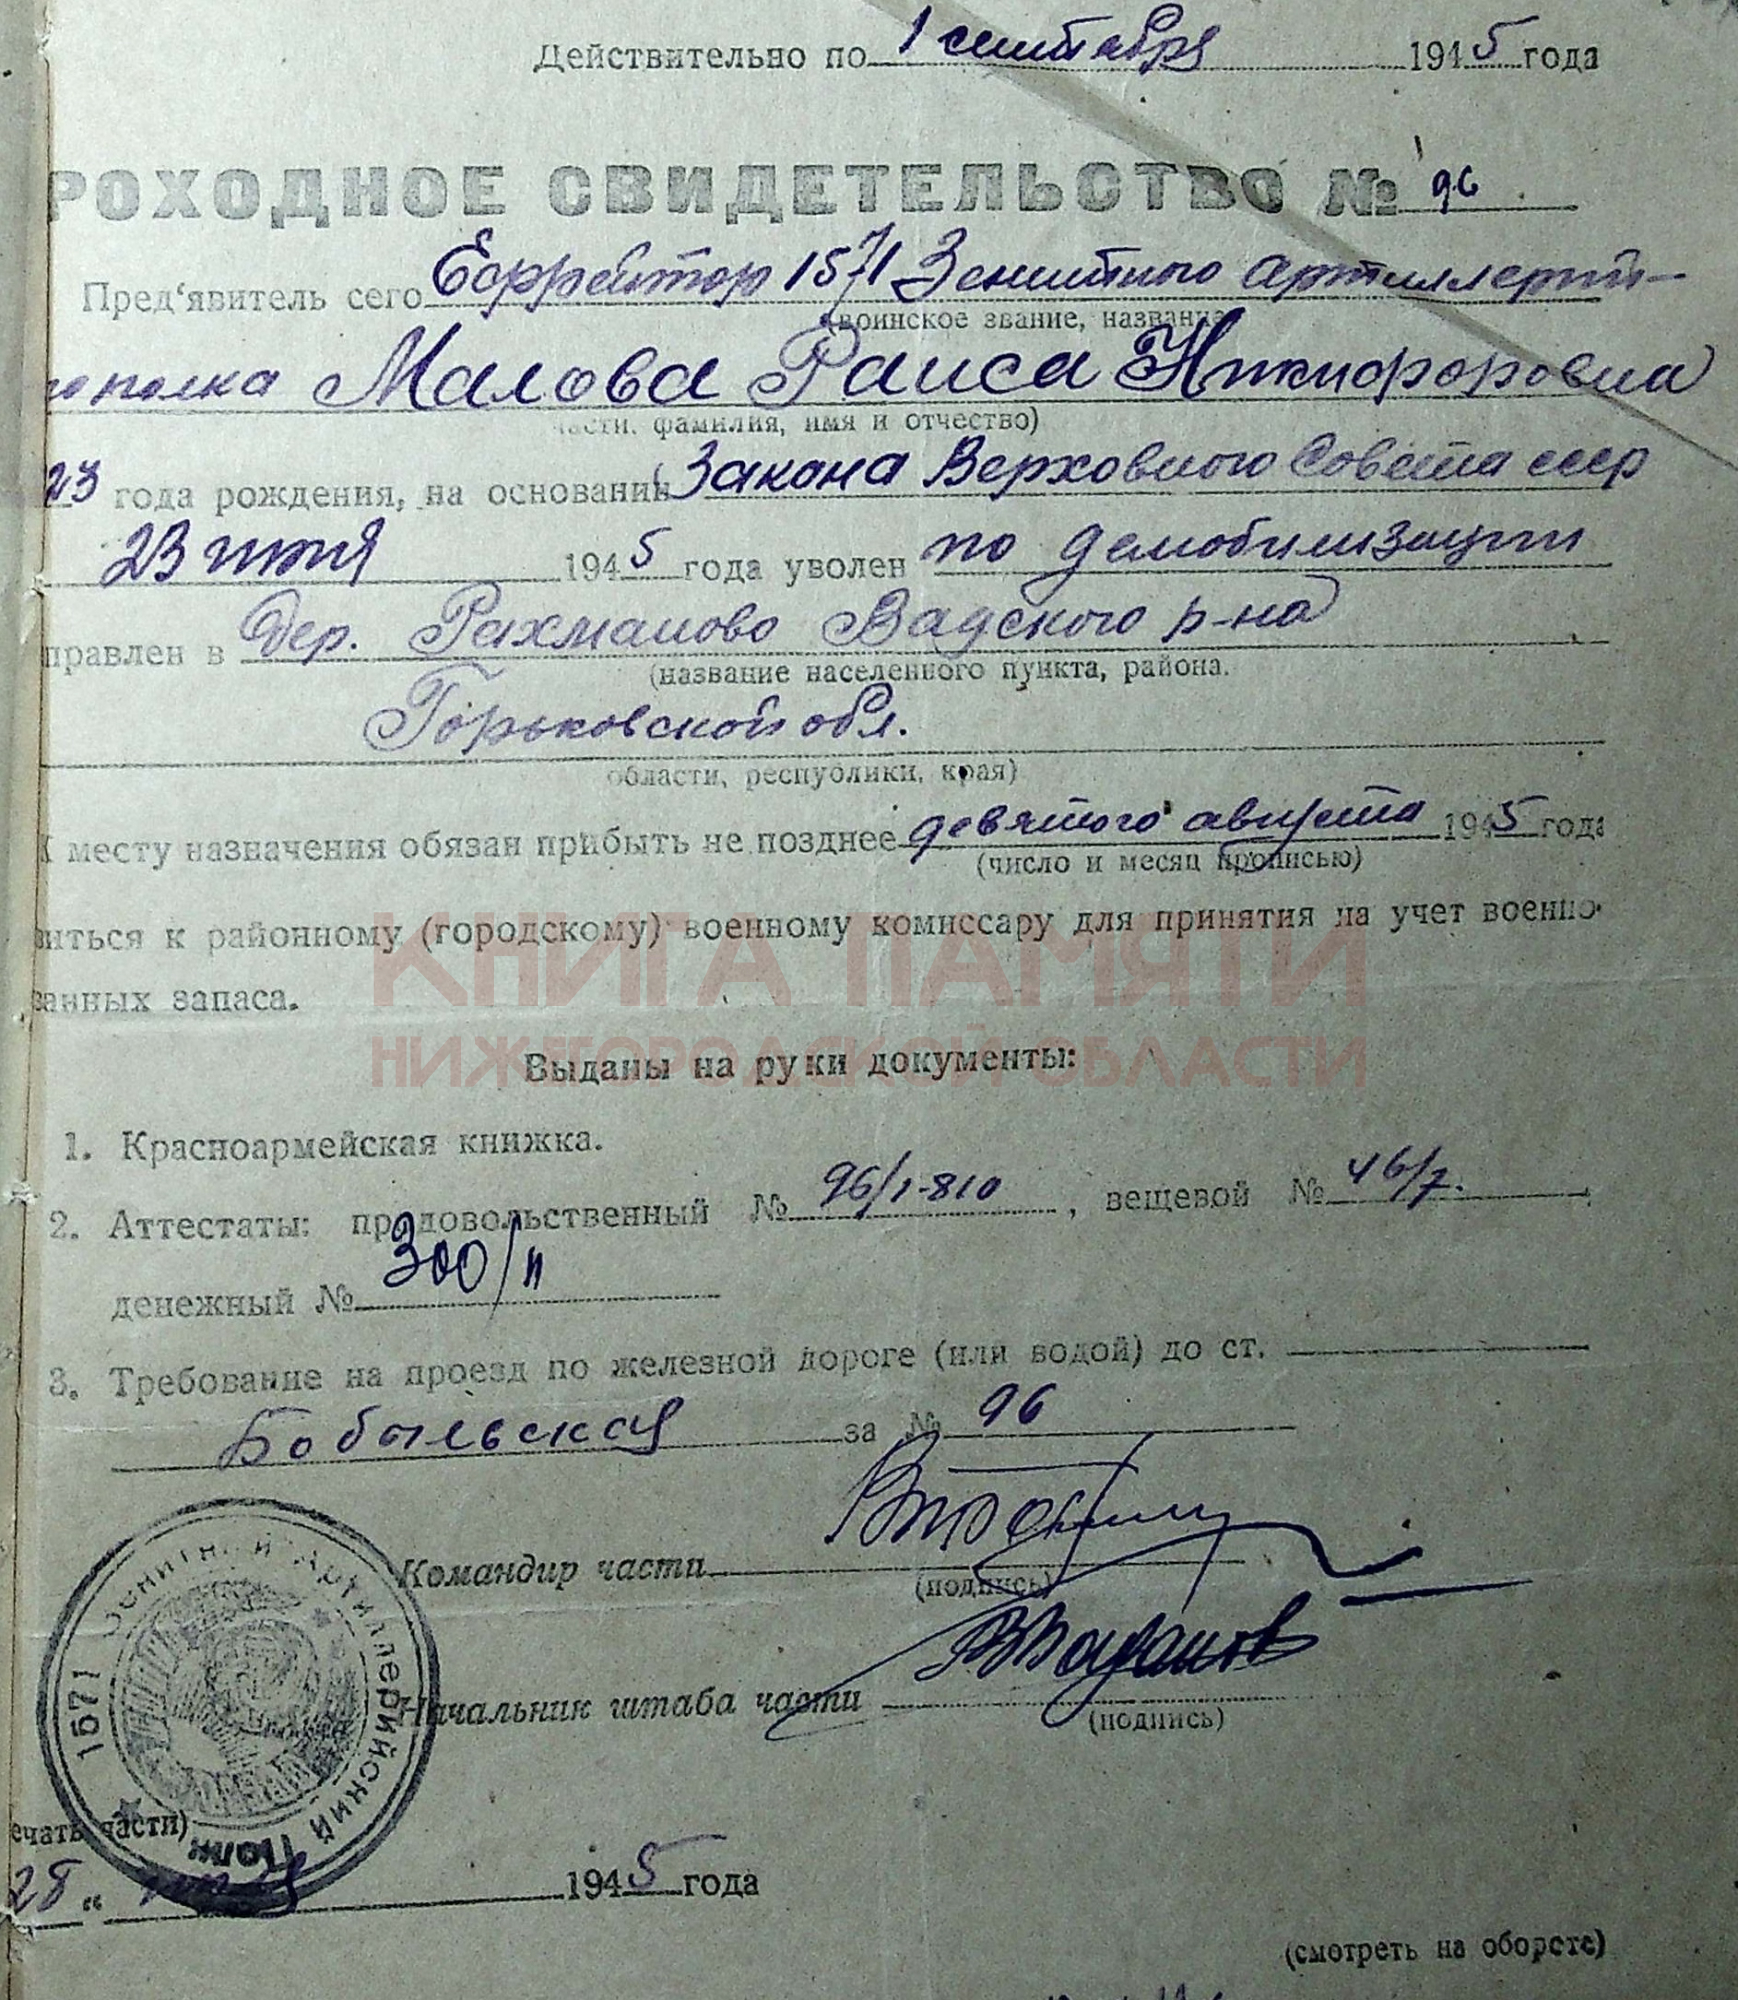 Действительно по 1 сентября 1945 года
РОХОДНОЕ СВИДЕТЕЛЬСТВО № 96
Пред'явитель сего Ефрейтор 1571 Зенитного артиллерий-
(воинское звание, название
го полка Малова Раиса Никифоровна
части, фамилия, имя и отчество)
23 года рождения, на основании Закона Верховного Совета СССР
23 июня 1945 года уволен по демобилизации
правлен в дер. Рахманово Вадского р-на
(название населенного пункта, района.
Горьковской обл.
области, республики, края)
К месту назначения обязан прибыть не позднее девятого августа 1945 года
(число и месяц прописью)
виться к районному (городскому) военному комиссару для принятия на учет военно-
занных запаса.
КНИГА ПАМЯТИ
НИЖЕГОРОДСКОЙ ОБЛАСТИ
Выданы на руки документы:
1. Красноармейская книжка.
2. Аттестаты: продовольственный № 96/1-810, вещевой № 46/7.
денежный № 300/п
3. Требование на проезд по железной дороге (или водой) до ст.
Бобыльская за № 96
Командир части
(подпись)
Начальник штаба части
(подпись)
1571 Зенитный Артиллерийский Полк
ечать части)
28 " июля 1945 года
(смотреть на обороте)